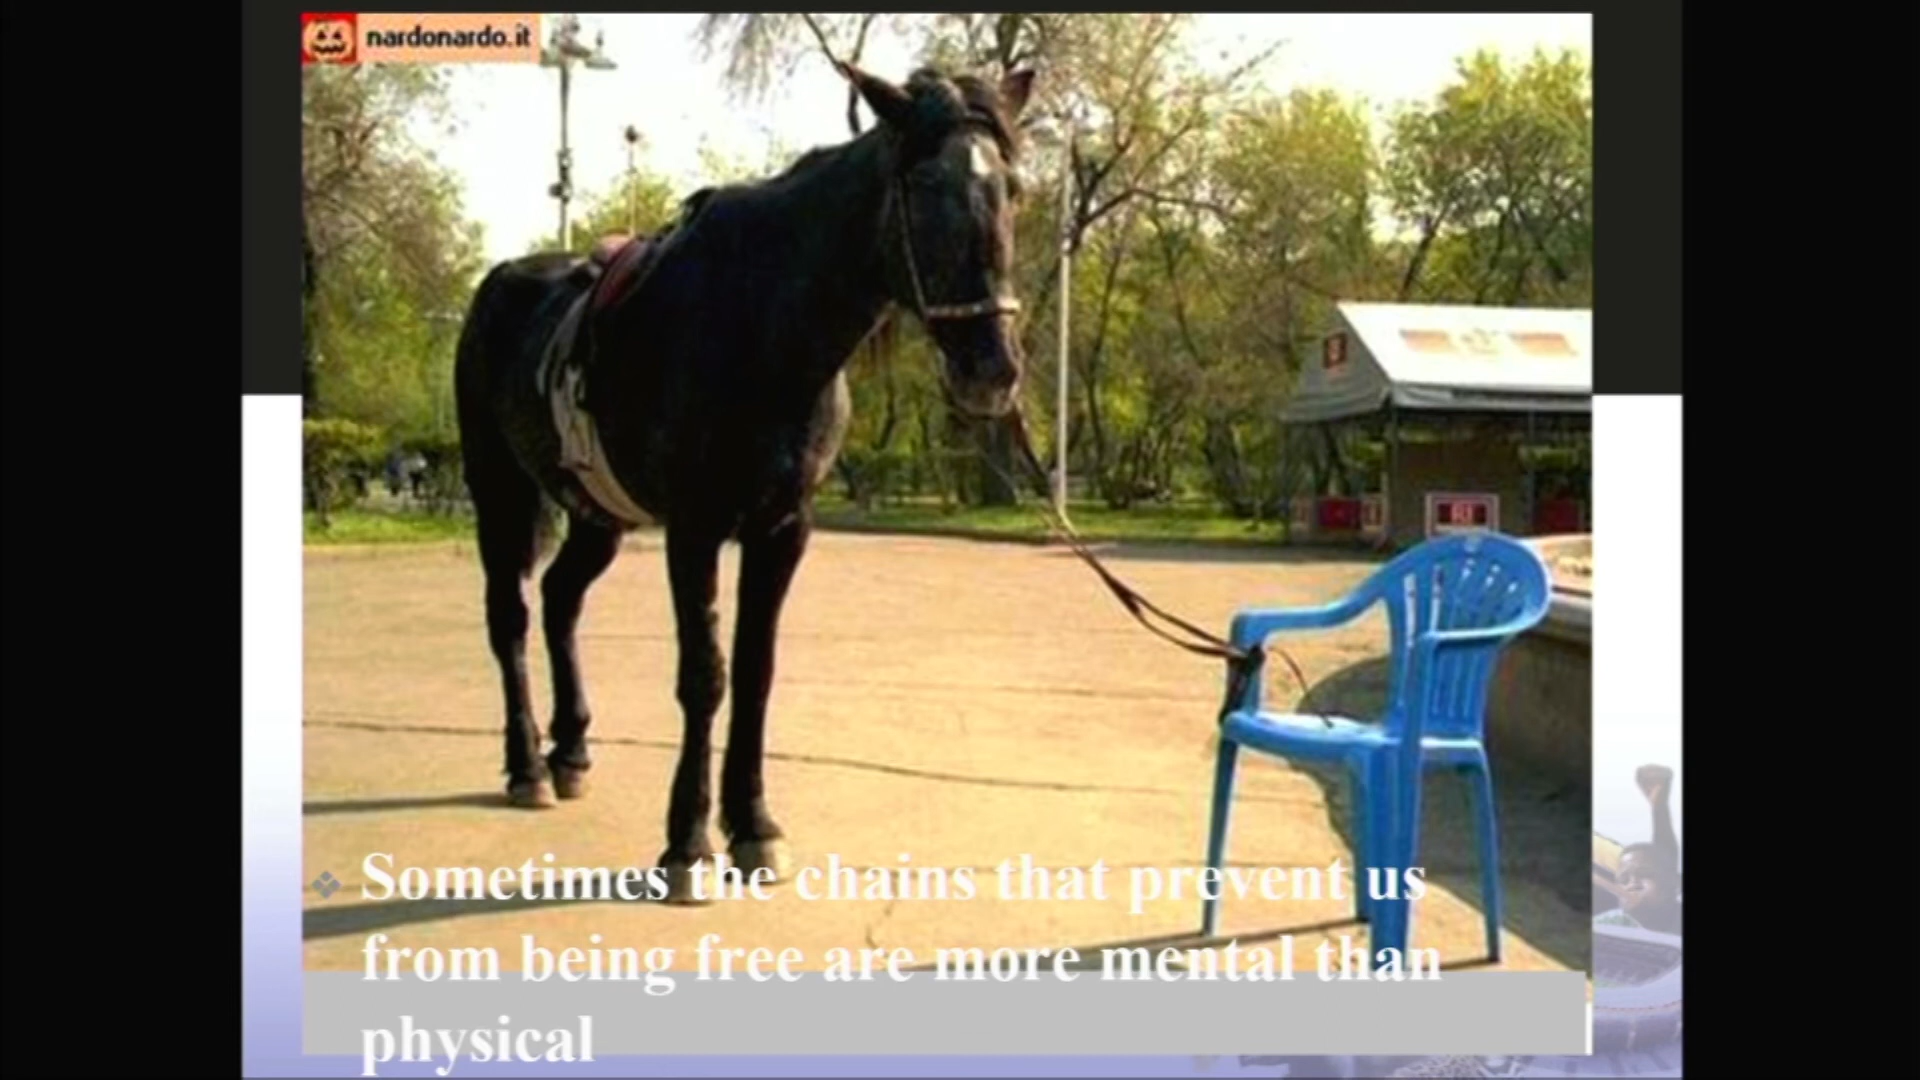 nardonardo.it
Sometimes the chains that prevent us
from being free are more mental than
physical